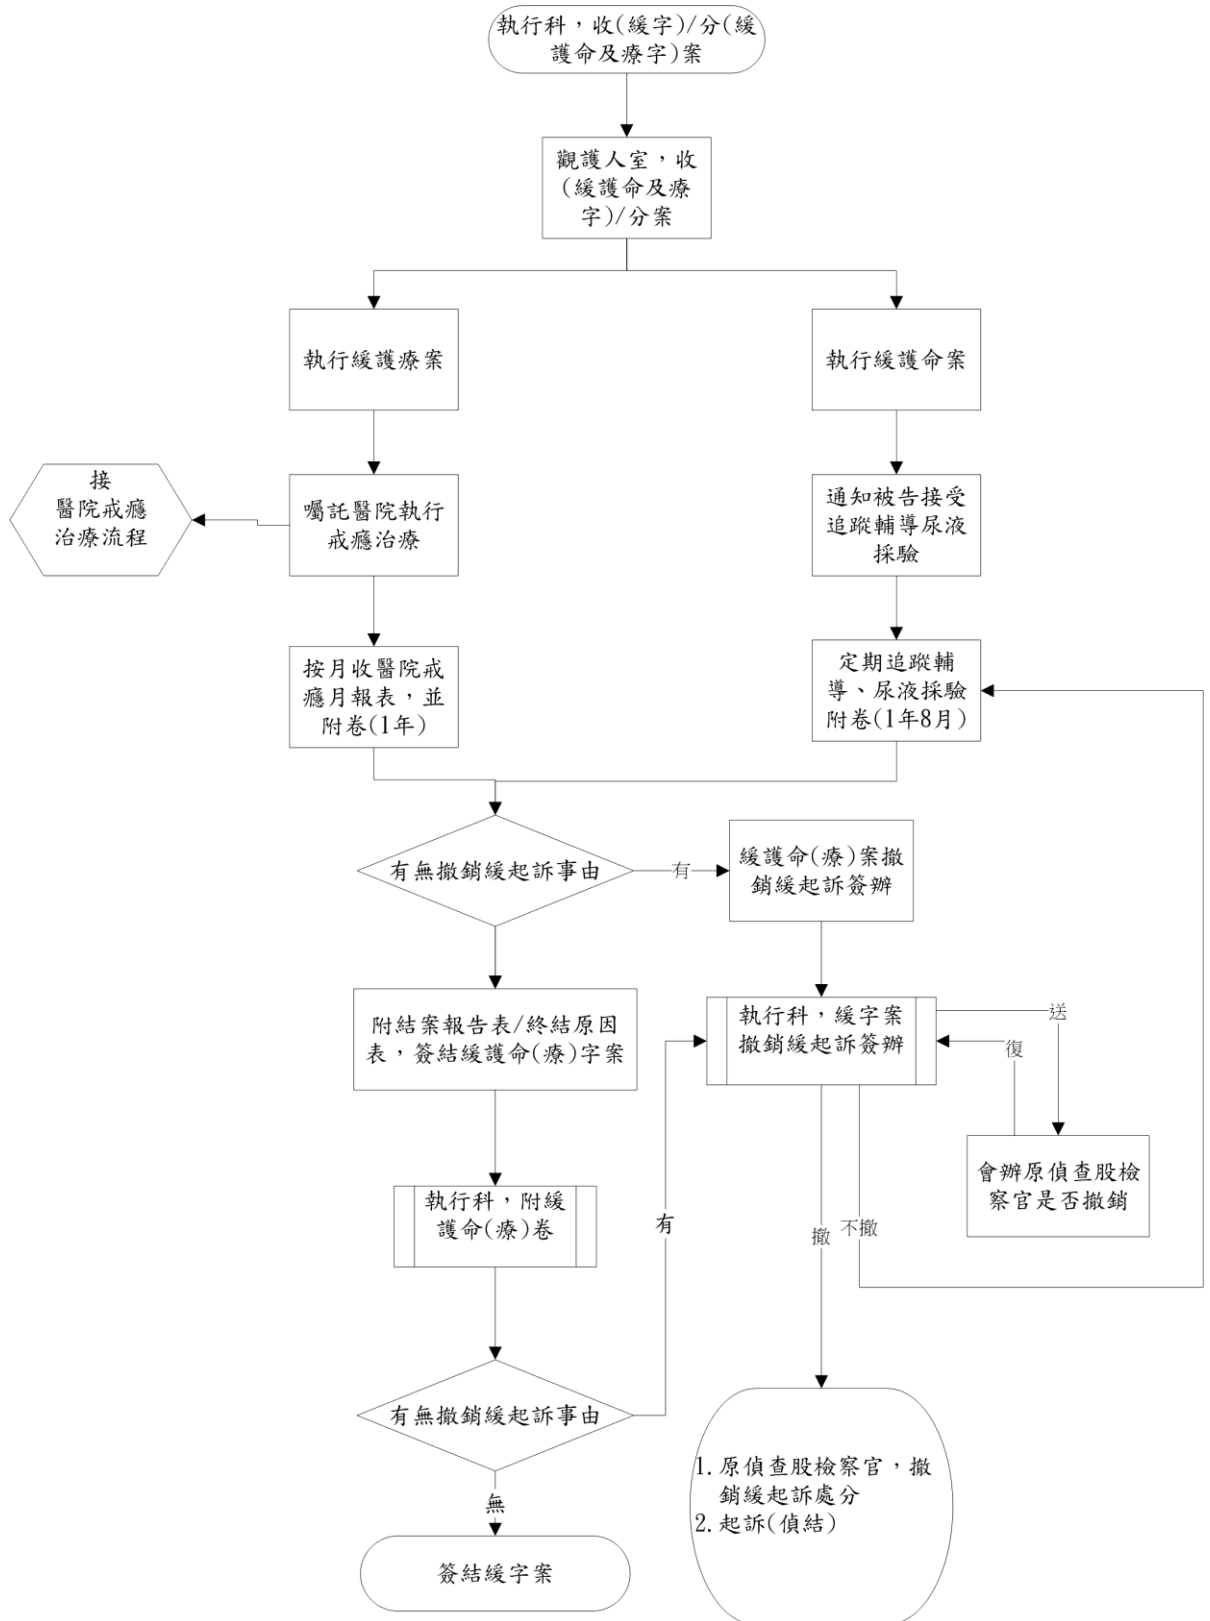 執行科，收(緩字)/分(緩
護命及療字)案
觀護人室，收
(緩護命及療
字)/分案
執行緩護療案
執行緩護命案
接
醫院戒癮
治療流程
囑託醫院執行
戒癮治療
通知被告接受
追蹤輔導尿液
採驗
按月收醫院戒
癮月報表，並
附卷(1年)
定期追蹤輔
導、尿液採驗
附卷(1年8月)
有無撤銷緩起訴事由
有
緩護命(療)案撤
銷緩起訴簽辦
附結案報告表/終結原因
表，簽結緩護命(療)字案
執行科，緩字案
撤銷緩起訴簽辦
送
復
會辦原偵查股檢
察官是否撤銷
執行科，附緩
護命(療)卷
有
撤
不撤
有無撤銷緩起訴事由
1. 原偵查股檢察官，撤
銷緩起訴處分
2. 起訴(偵結)
無
簽結緩字案